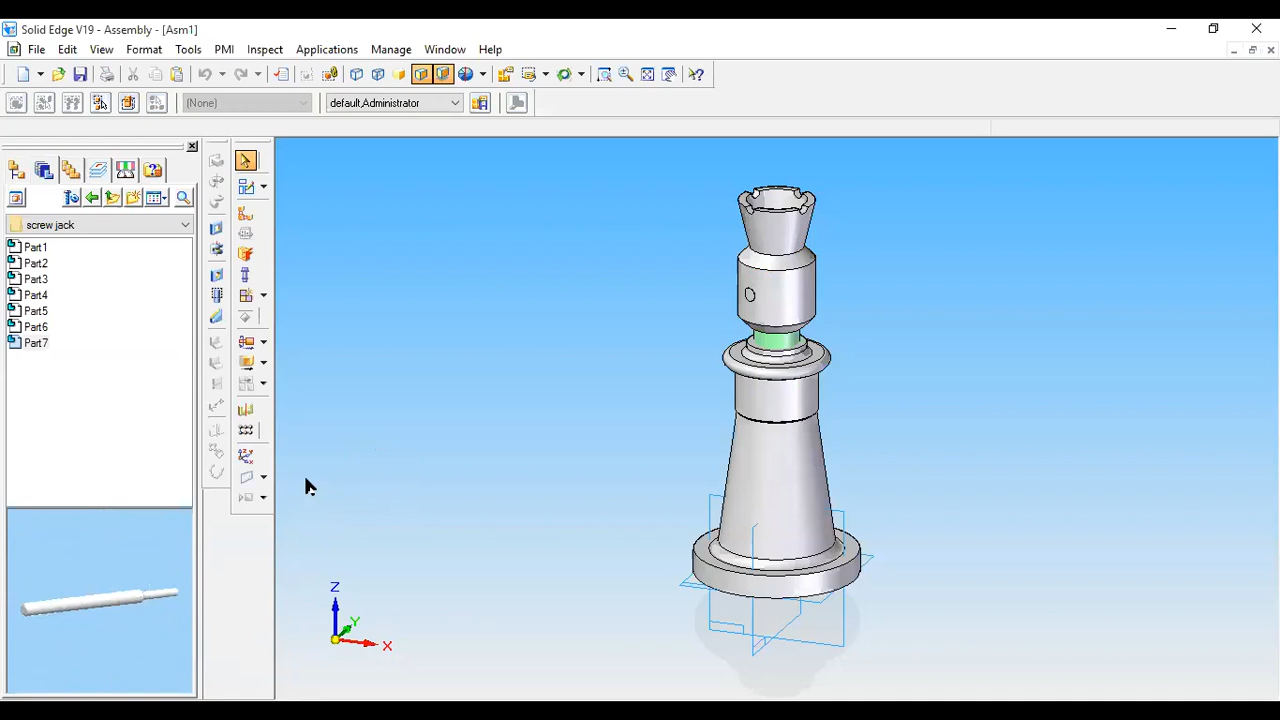 Solid Edge V19 - Assembly - [Asm1]
File Edit View Format Tools PMI Inspect Applications Manage Window Help
[None] default,Administrator
screw jack
Part1
Part2
Part3
Part4
Part5
Part6
Part7
Z
Y
X